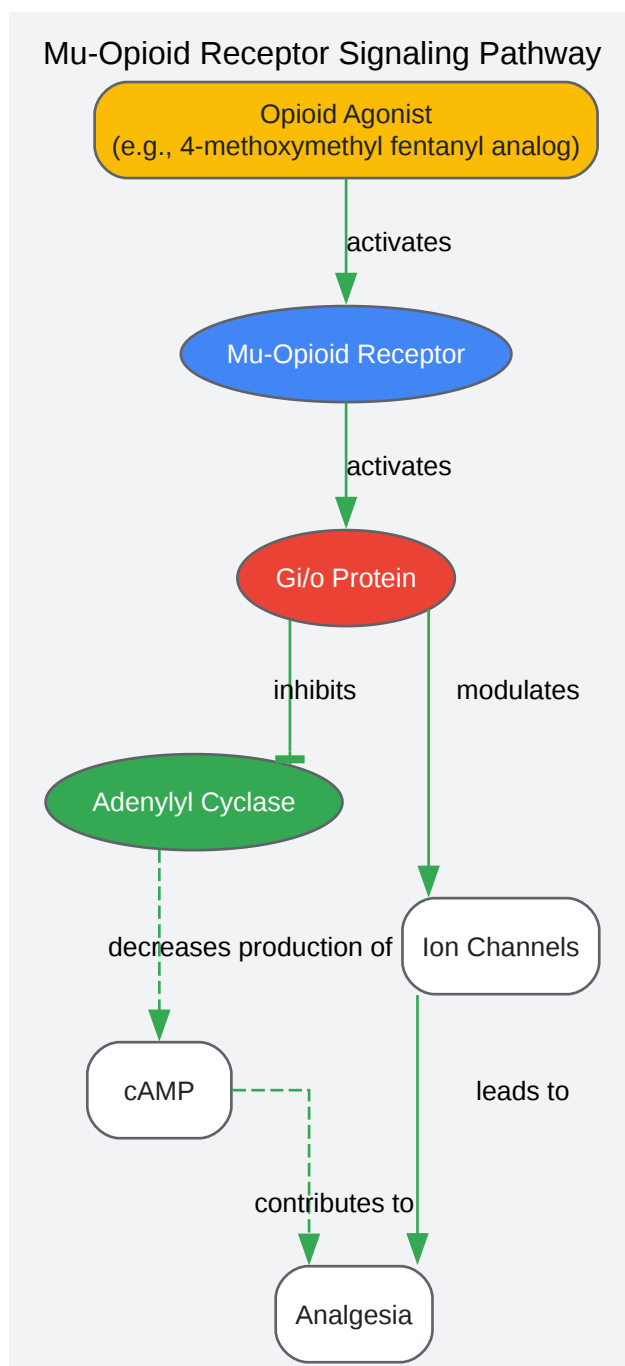 Mu-Opioid Receptor Signaling Pathway
Opioid Agonist
(e.g., 4-methoxymethyl fentanyl analog)
activates
Mu-Opioid Receptor
activates
Gi/o Protein
inhibits
modulates
Adenylyl Cyclase
decreases production of
Ion Channels
cAMP
leads to
contributes to
Analgesia